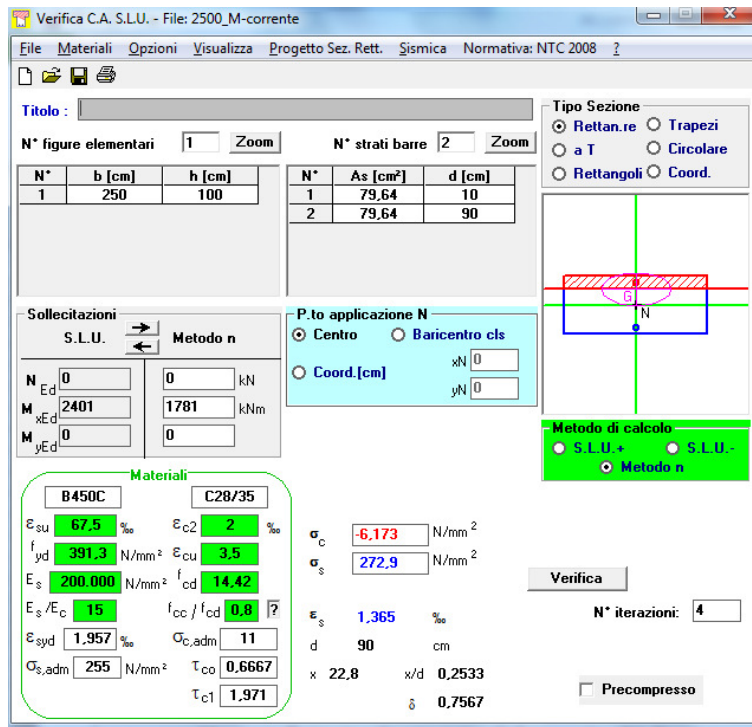 Verifica C.A. S.L.U. - File: 2500_M-corrente
File Materiali Opzioni Visualizza Progetto Sez. Rett. Sismica Normativa: NTC 2008 ?
Titolo :
N° figure elementari 1 Zoom
N° strati barre 2 Zoom
N° b [cm] h [cm]
1 250 100
N° As [cm²] d [cm]
1 79,64 10
2 79,64 90
Tipo Sezione
Rettan.re Trapezi
a T Circolare
Rettangoli Coord.
G
N
Sollecitazioni
S.L.U. Metodo n
N Ed 0 0 kN
M xEd 2401 1781 kNm
M yEd 0 0
P.to applicazione N
Centro Baricentro cls
Coord.[cm] xN 0
yN 0
Metodo di calcolo
S.L.U.+ S.L.U.-
Metodo n
Materiali
B450C C28/35
εsu 67,5 ‰ εc2 2 ‰
fyd 391,3 N/mm² εcu 3,5
Es 200.000 N/mm² fcd 14,42
Es/Ec 15 fcc/fcd 0,8 ?
εsyd 1,957 ‰ σc,adm 11
σs,adm 255 N/mm² τco 0,6667
τc1 1,971
σc -6,173 N/mm²
σs 272,9 N/mm²
εs 1,365 ‰
d 90 cm
x 22,8 x/d 0,2533
δ 0,7567
Verifica
N° iterazioni: 4
Precompresso